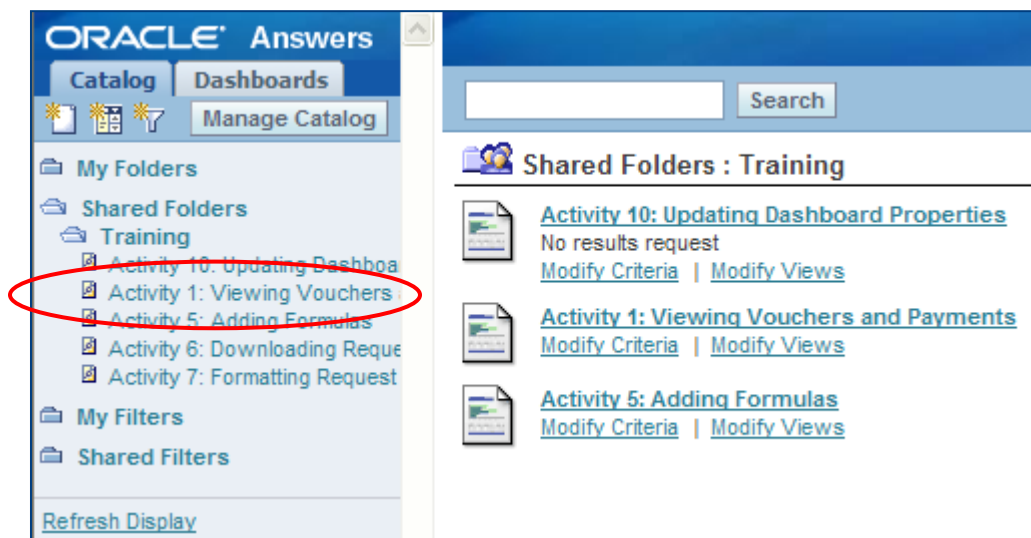 ORACLE Answers
Catalog Dashboards
Manage Catalog
My Folders
Shared Folders
Training
Activity 10: Updating Dashboa
Activity 1: Viewing Vouchers
Activity 5: Adding Formulas
Activity 6: Downloading Reque
Activity 7: Formatting Request
My Filters
Shared Filters
Refresh Display
Search
Shared Folders : Training
Activity 10: Updating Dashboard Properties
No results request
Modify Criteria | Modify Views
Activity 1: Viewing Vouchers and Payments
Modify Criteria | Modify Views
Activity 5: Adding Formulas
Modify Criteria | Modify Views